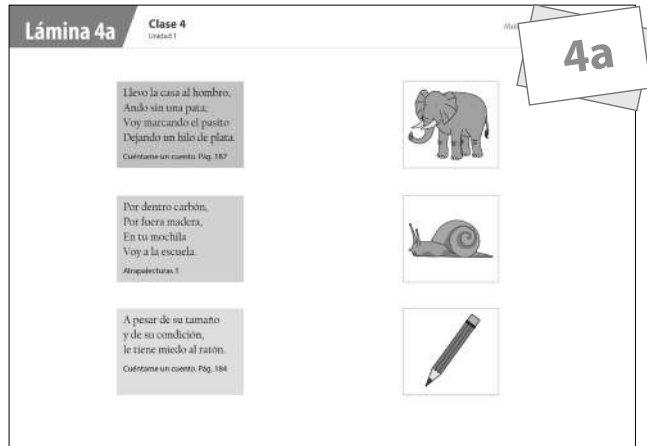 Lámina 4a
Clase 4
Unidad 1
4a
Llevo la casa al hombro,
Ando sin una pata;
Voy marcando el pasito
Dejando un hilo de plata.
Cuéntame un cuento. Pág. 187
Por dentro carbón,
Por fuera madera,
En tu mochila
Voy a la escuela.
Atrapalecturas 1
A pesar de su tamaño
y de su condición,
le tiene miedo al ratón.
Cuéntame un cuento. Pág. 184